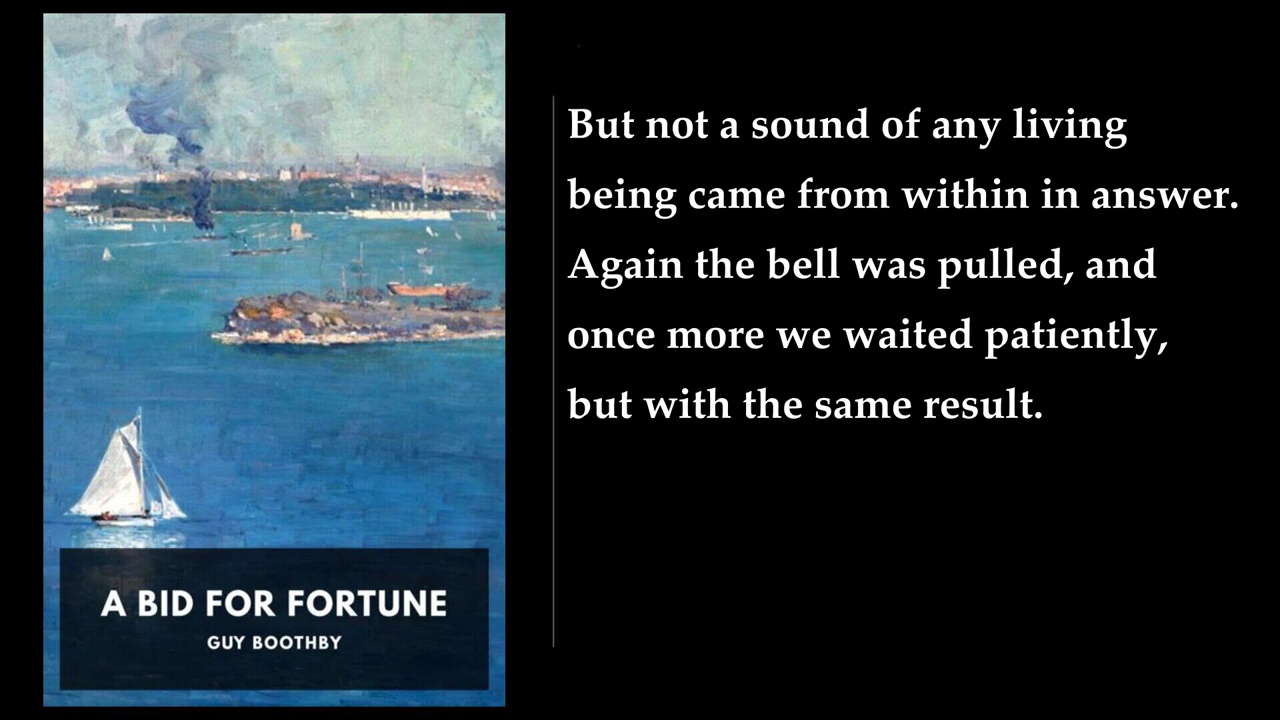 A BID FOR FORTUNE
GUY BOOTHBY
But not a sound of any living
being came from within in answer.
Again the bell was pulled, and
once more we waited patiently,
but with the same result.